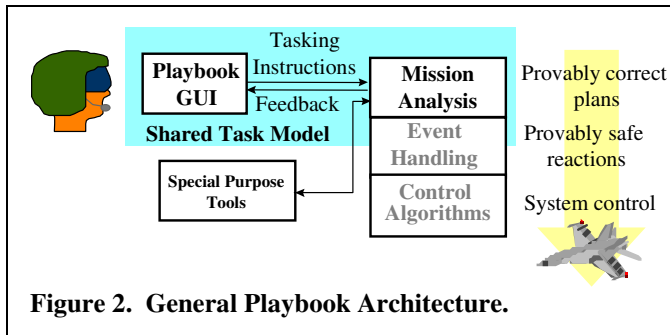 Tasking
Instructions
Playbook
GUI
Feedback
Shared Task Model
Mission
Analysis
Event
Handling
Control
Algorithms
Special Purpose
Tools
Provably correct
plans
Provably safe
reactions
System control
Figure 2. General Playbook Architecture.